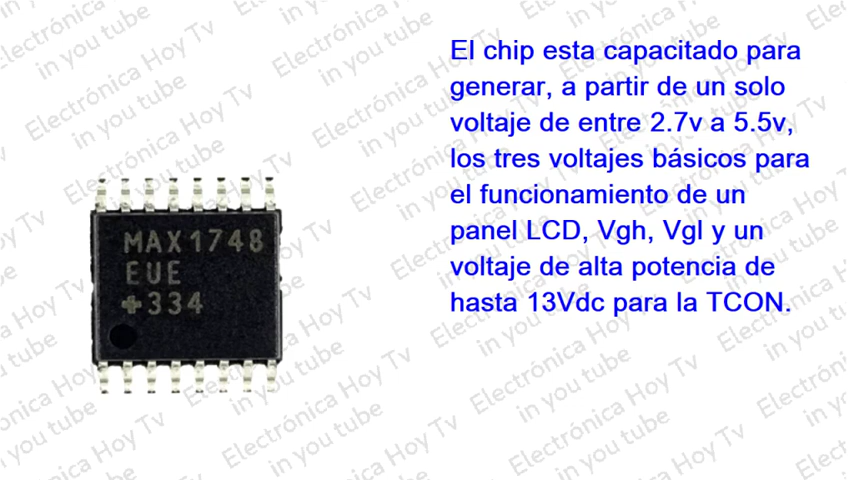 El chip esta capacitado para
generar, a partir de un solo
voltaje de entre 2.7v a 5.5v,
los tres voltajes básicos para
el funcionamiento de un
panel LCD, Vgh, Vgl y un
voltaje de alta potencia de
hasta 13Vdc para la TCON.
MAX1748
EUE
+334
Electrónica Hoy Tv
in you tube